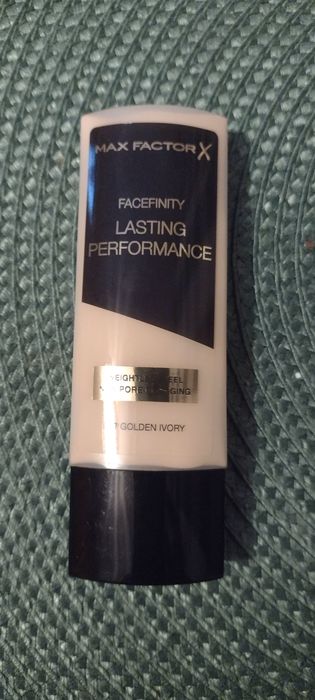 MAX FACTOR X
FACEFINITY
LASTING
PERFORMANCE
GOLDEN IVORY